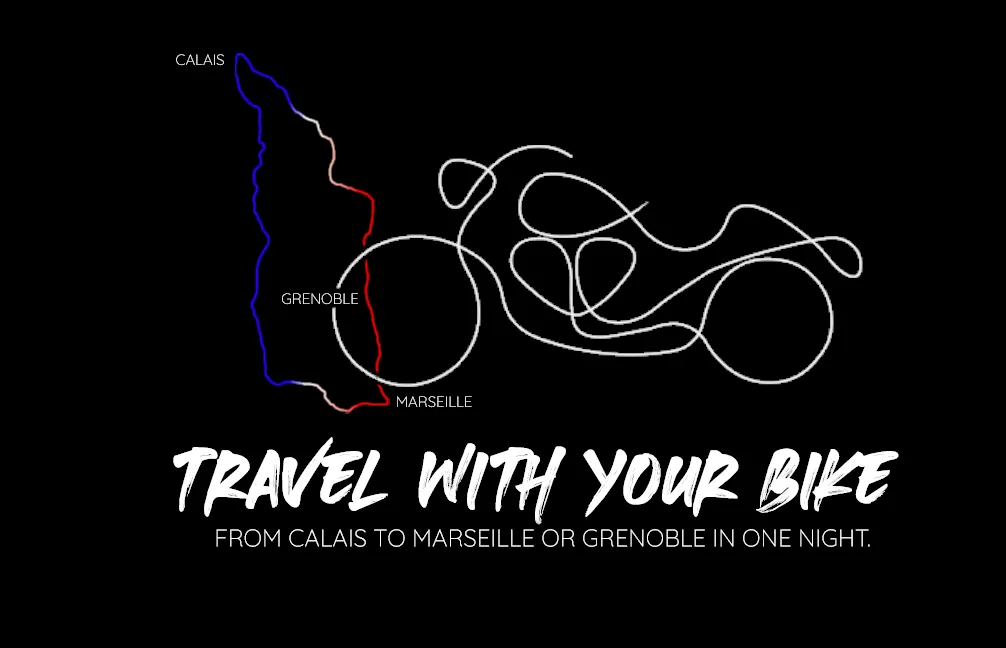 CALAIS
GRENOBLE
MARSEILLE
TRAVEL WITH YOUR BIKE
FROM CALAIS TO MARSEILLE OR GRENOBLE IN ONE NIGHT.